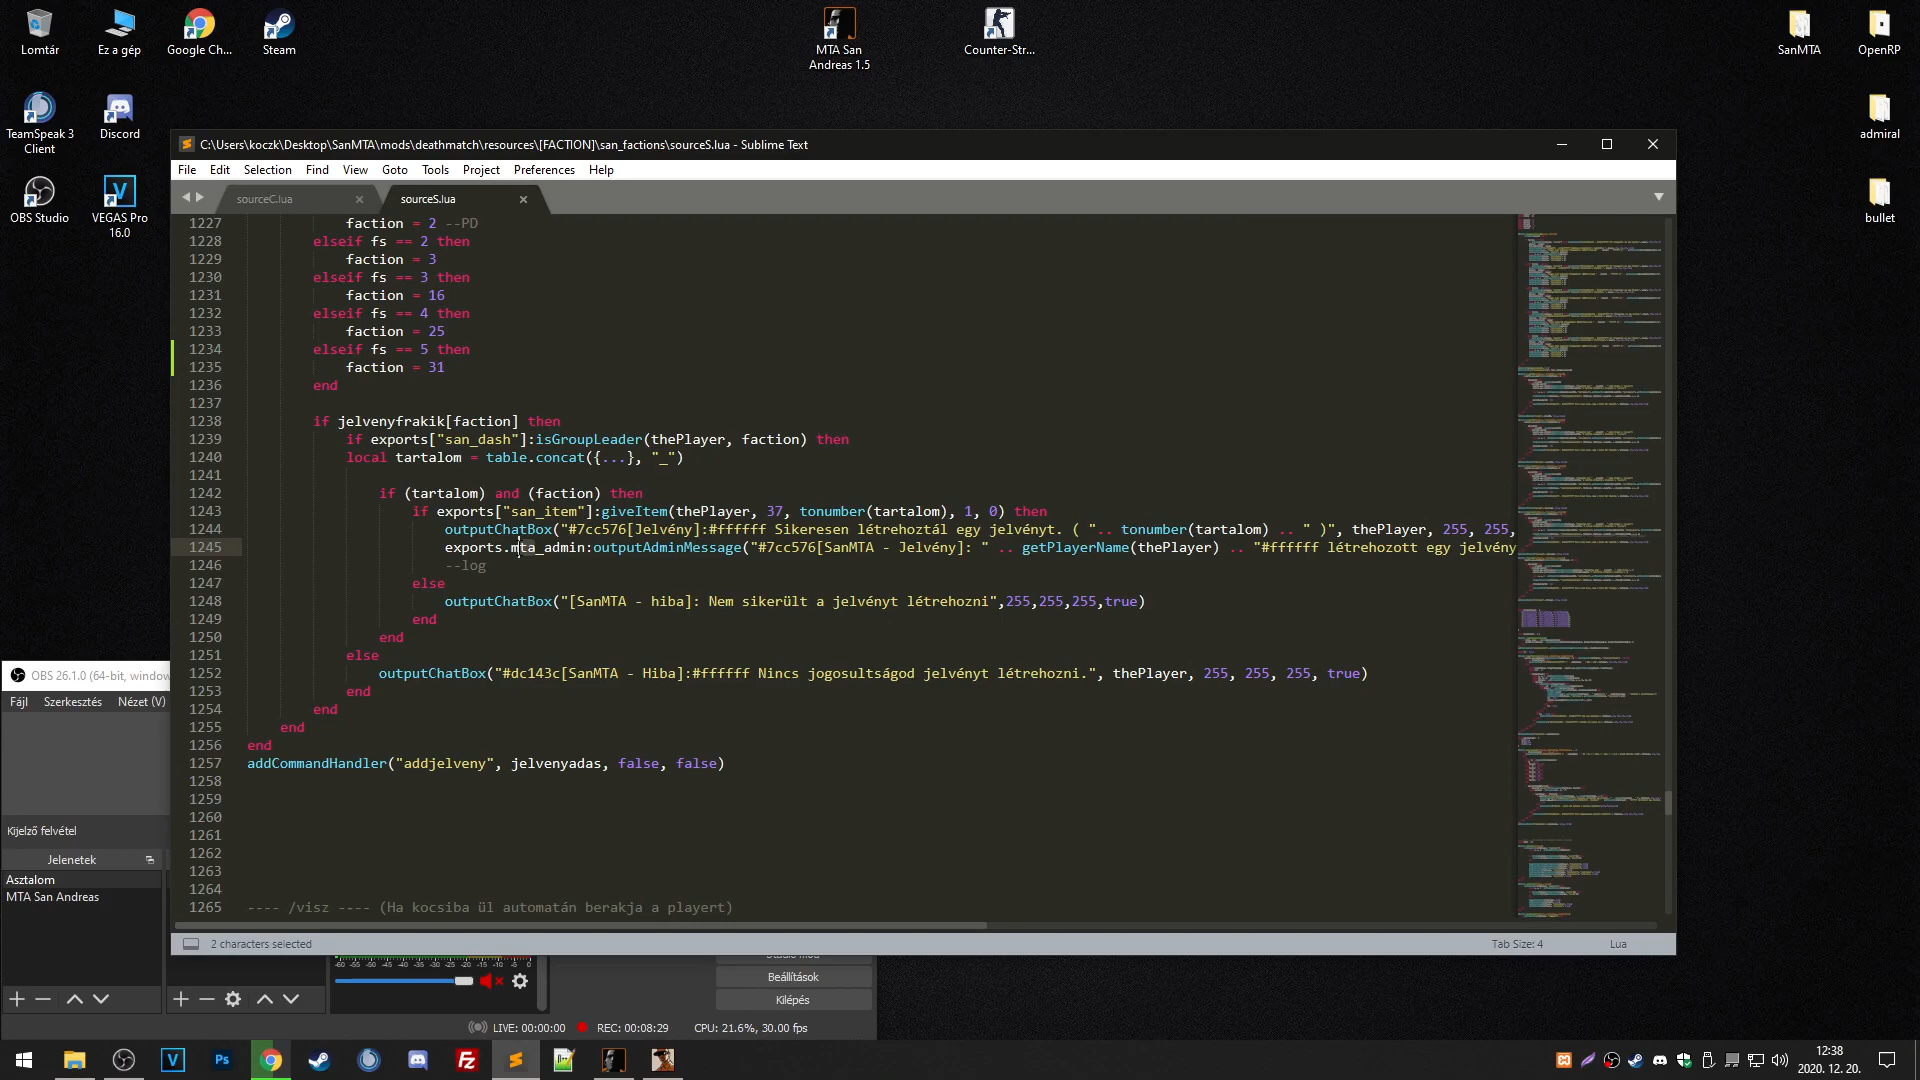 Lomtár
Ez a gép
Google Ch...
Steam
MTA San
Andreas 1.5
Counter-Str...
SanMTA
OpenRP
TeamSpeak 3
Client
Discord
admiral
OBS Studio
VEGAS Pro
16.0
bullet
C:\Users\koczk\Desktop\SanMTA\mods\deathmatch\resources\[FACTION]\san_factions\sourceS.lua - Sublime Text
File Edit Selection Find View Goto Tools Project Preferences Help
sourceC.lua
sourceS.lua
1227 faction = 2 --PD
1228 elseif fs == 2 then
1229 faction = 3
1230 elseif fs == 3 then
1231 faction = 16
1232 elseif fs == 4 then
1233 faction = 25
1234 elseif fs == 5 then
1235 faction = 31
1236 end
1237
1238 if jelvenyfrakik[faction] then
1239 if exports["san_dash"]:isGroupLeader(thePlayer, faction) then
1240 local tartalom = table.concat({...}, "_")
1241
1242 if (tartalom) and (faction) then
1243 if exports["san_item"]:giveItem(thePlayer, 37, tonumber(tartalom), 1, 0) then
1244 outputChatBox("#7cc576[Jelvény]:#ffffff Sikeresen létrehoztál egy jelvényt. ( ".. tonumber(tartalom) .. " )", thePlayer, 255, 255,
1245 exports.mta_admin:outputAdminMessage("#7cc576[SanMTA - Jelvény]: " .. getPlayerName(thePlayer) .. "#ffffff létrehozott egy jelvény
1246 --log
1247 else
1248 outputChatBox("[SanMTA - hiba]: Nem sikerült a jelvényt létrehozni",255,255,255,true)
1249 end
1250 end
1251 else
1252 outputChatBox("#dc143c[SanMTA - Hiba]:#ffffff Nincs jogosultságod jelvényt létrehozni.", thePlayer, 255, 255, 255, true)
1253 end
1254 end
1255 end
1256 end
1257 addCommandHandler("addjelveny", jelvenyadas, false, false)
1258
1259
1260
1261
1262
1263
1264
1265 ---- /visz ---- (Ha kocsiba ül automatán berakja a playert)
2 characters selected
Tab Size: 4
Lua
OBS 26.1.0 (64-bit, window
Fájl Szerkesztés Nézet (V)
Kijelző felvétel
Jelenetek
Asztalom
MTA San Andreas
-60 -55 -50 -45 -40 -35 -30 -25 -20 -15 -10 -5 0
Beállítások
Kilépés
LIVE: 00:00:00
REC: 00:08:29
CPU: 21.6%, 30.00 fps
12:38
2020. 12. 20.